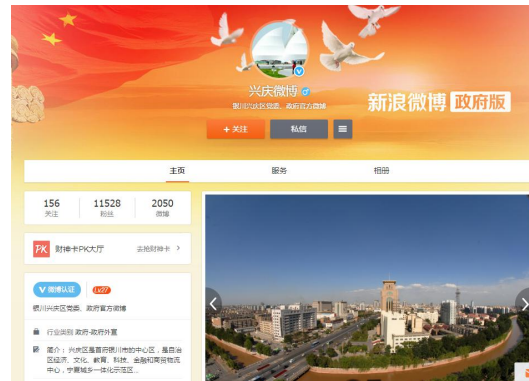 兴庆微博
银川兴庆区党委、政府官方微博
+关注
私信
新浪微博 政府版
主页
服务
相册
156
关注
11528
粉丝
2050
微博
PK 财神卡PK大厅 去抢财神卡 >
V 微博认证 LV27
银川兴庆区党委、政府官方微博
行业类别 政府-政府外宣
简介： 兴庆区是首府银川市的中心区，是自治
区经济、文化、教育、科技、金融和商贸物流
中心，宁夏城乡一体化示范区...